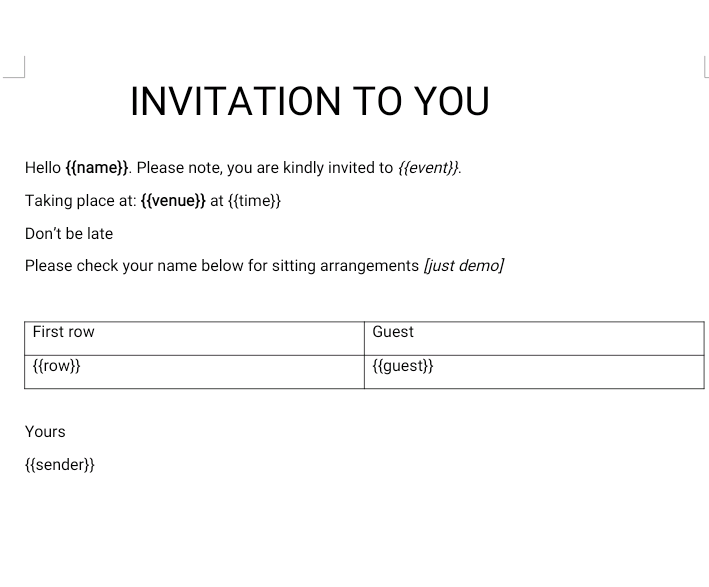 INVITATION TO YOU
Hello {{name}}. Please note, you are kindly invited to {{event}}.
Taking place at: {{venue}} at {{time}}
Don’t be late
Please check your name below for sitting arrangements [just demo]
First row Guest
{{row}} {{guest}}
Yours
{{sender}}